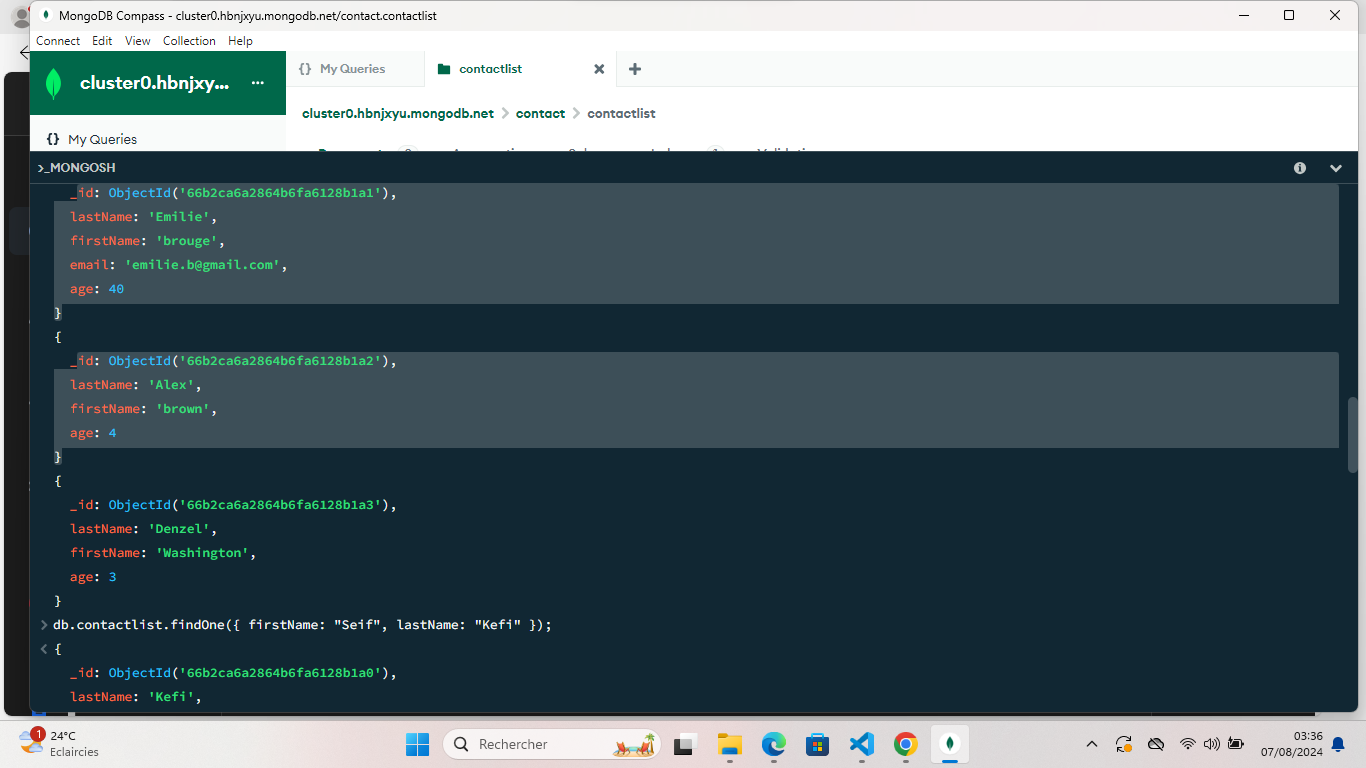 MongoDB Compass - cluster0.hbnjxyu.mongodb.net/contact.contactlist
Connect Edit View Collection Help
cluster0.hbnjxy... ...
{} My Queries
contactlist
cluster0.hbnjxyu.mongodb.net > contact > contactlist
{} My Queries
>_MONGOSH
_id: ObjectId('66b2ca6a2864b6fa6128b1a1'),
lastName: 'Emilie',
firstName: 'brouge',
email: 'emilie.b@gmail.com',
age: 40
}
{
_id: ObjectId('66b2ca6a2864b6fa6128b1a2'),
lastName: 'Alex',
firstName: 'brown',
age: 4
}
{
_id: ObjectId('66b2ca6a2864b6fa6128b1a3'),
lastName: 'Denzel',
firstName: 'Washington',
age: 3
}
> db.contactlist.findOne({ firstName: "Seif", lastName: "Kefi" });
< {
_id: ObjectId('66b2ca6a2864b6fa6128b1a0'),
lastName: 'Kefi',
1
24°C
Eclaircies
Rechercher
03:36
07/08/2024